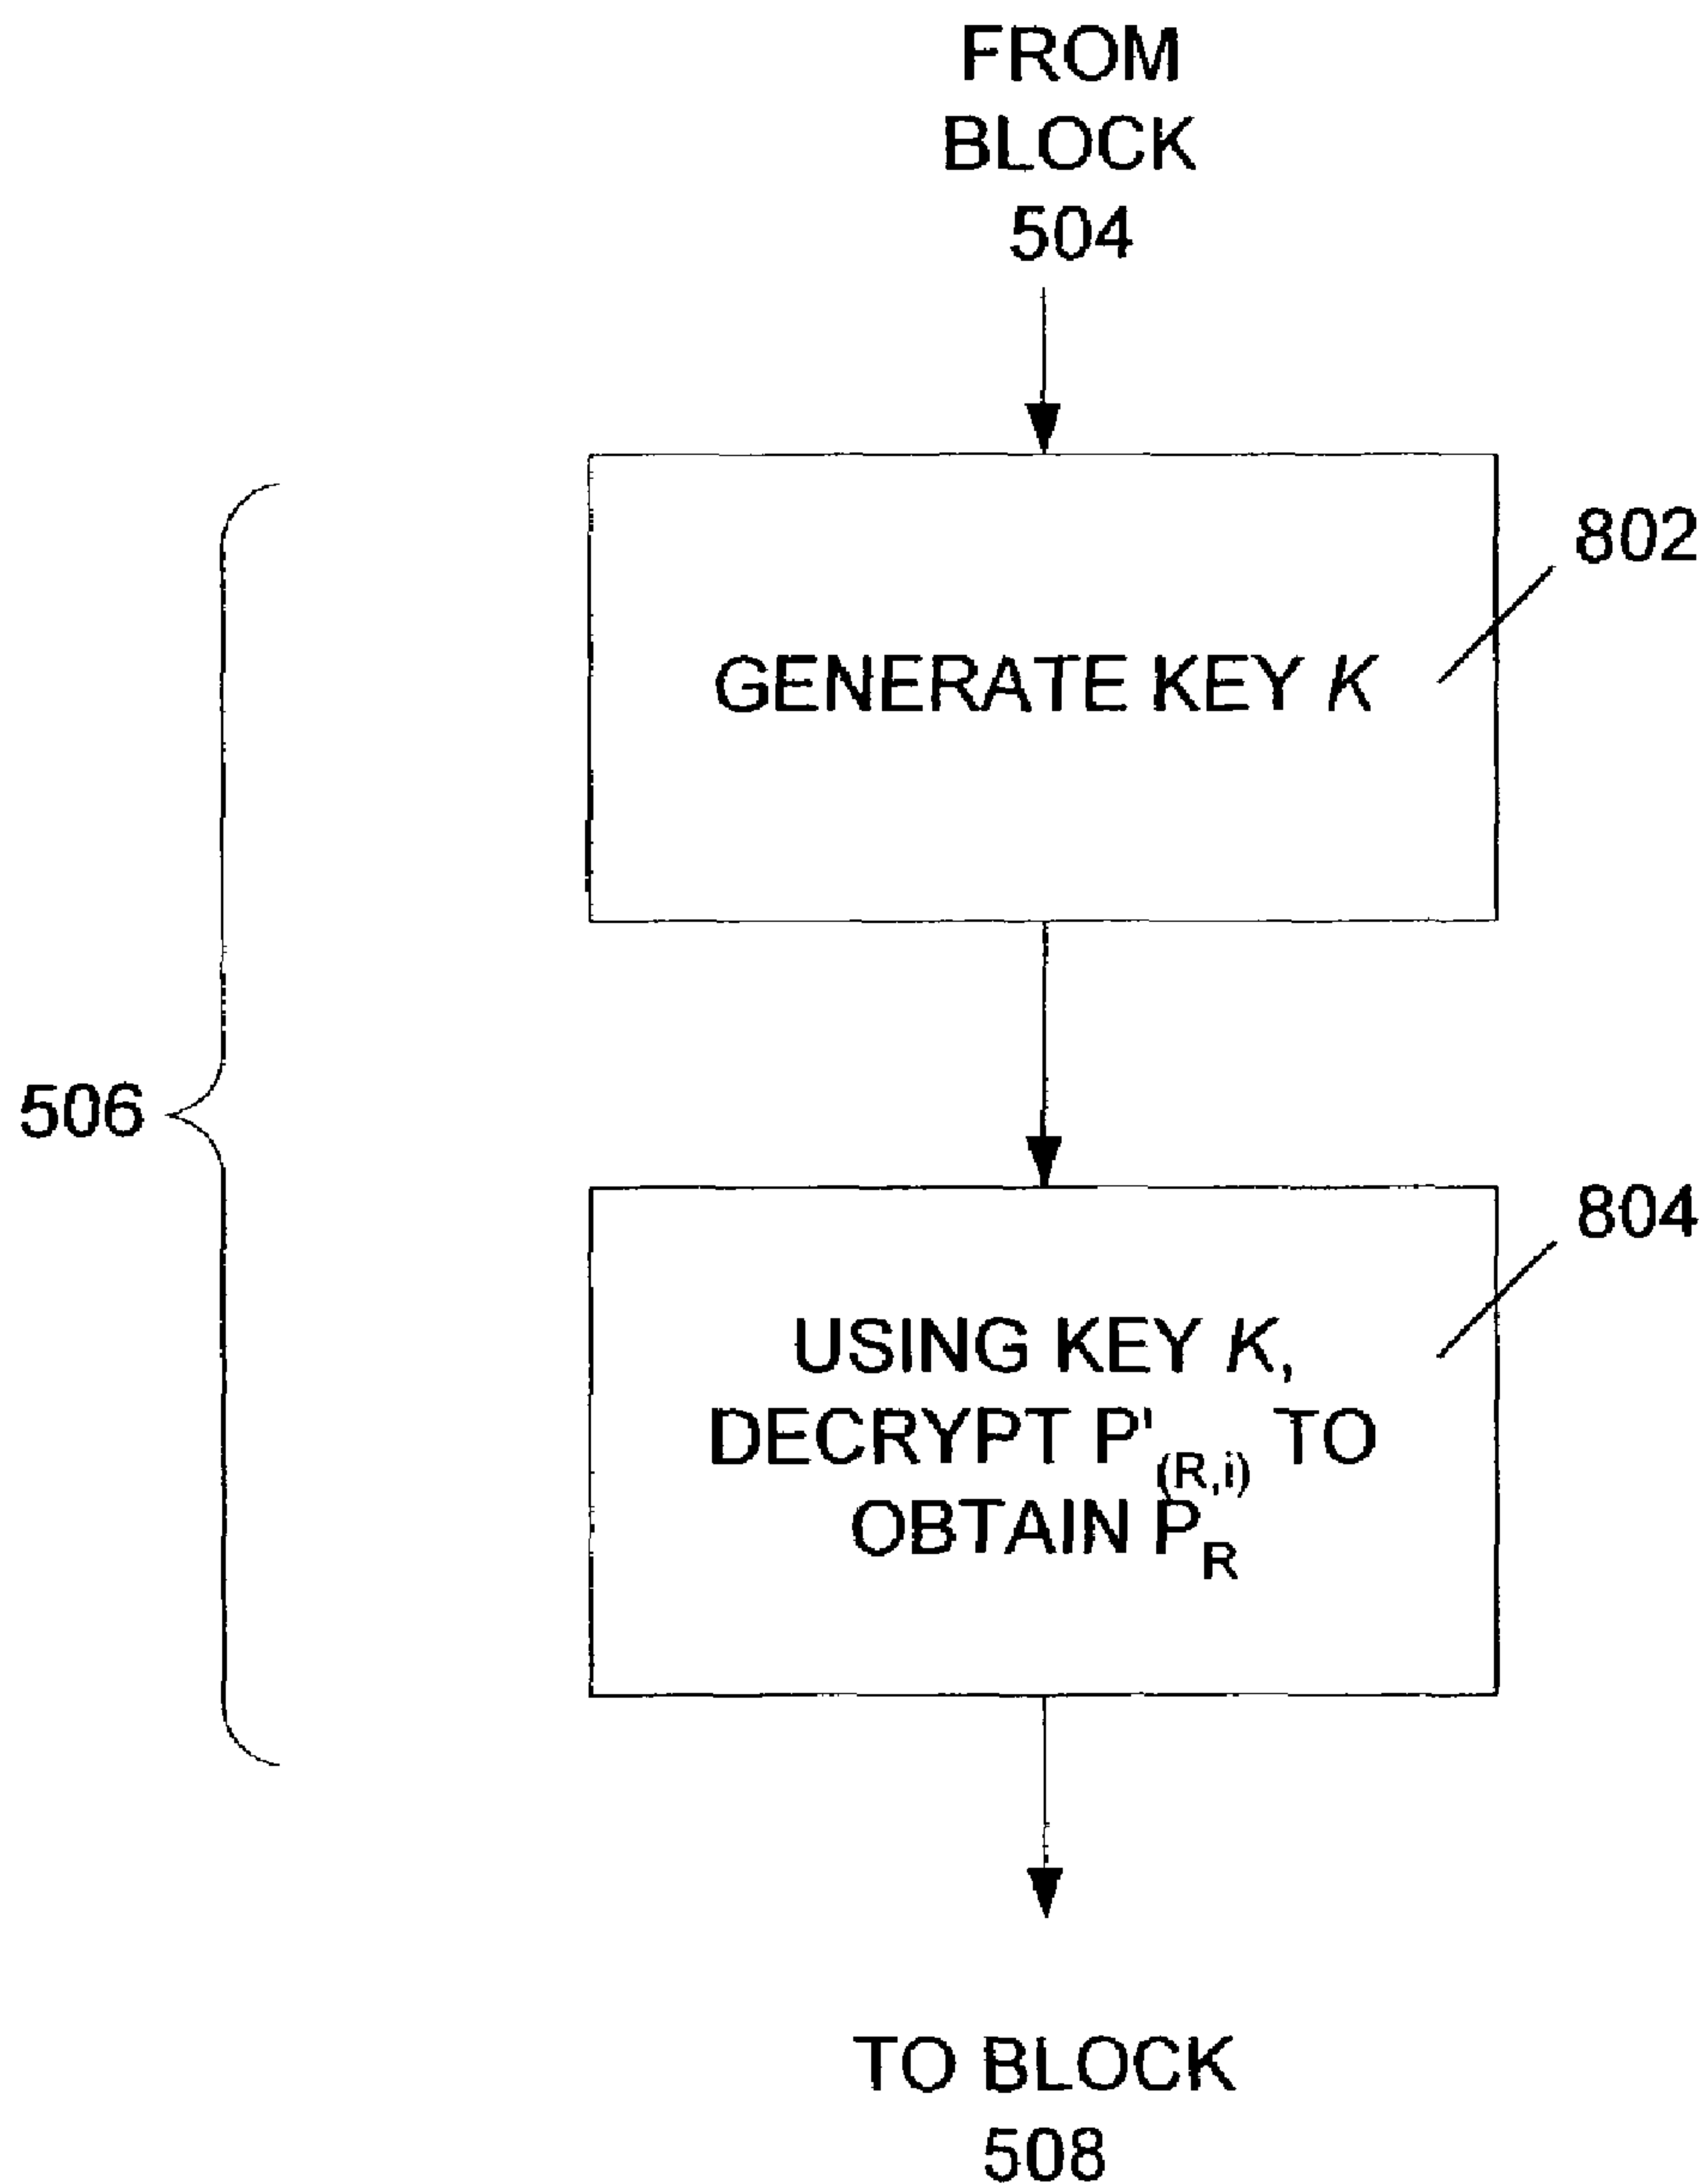 FROM
BLOCK
504
802
GENERATE KEY K
506
804
USING KEY K,
DECRYPT P'(R,i) TO
OBTAIN PR
TO BLOCK
508